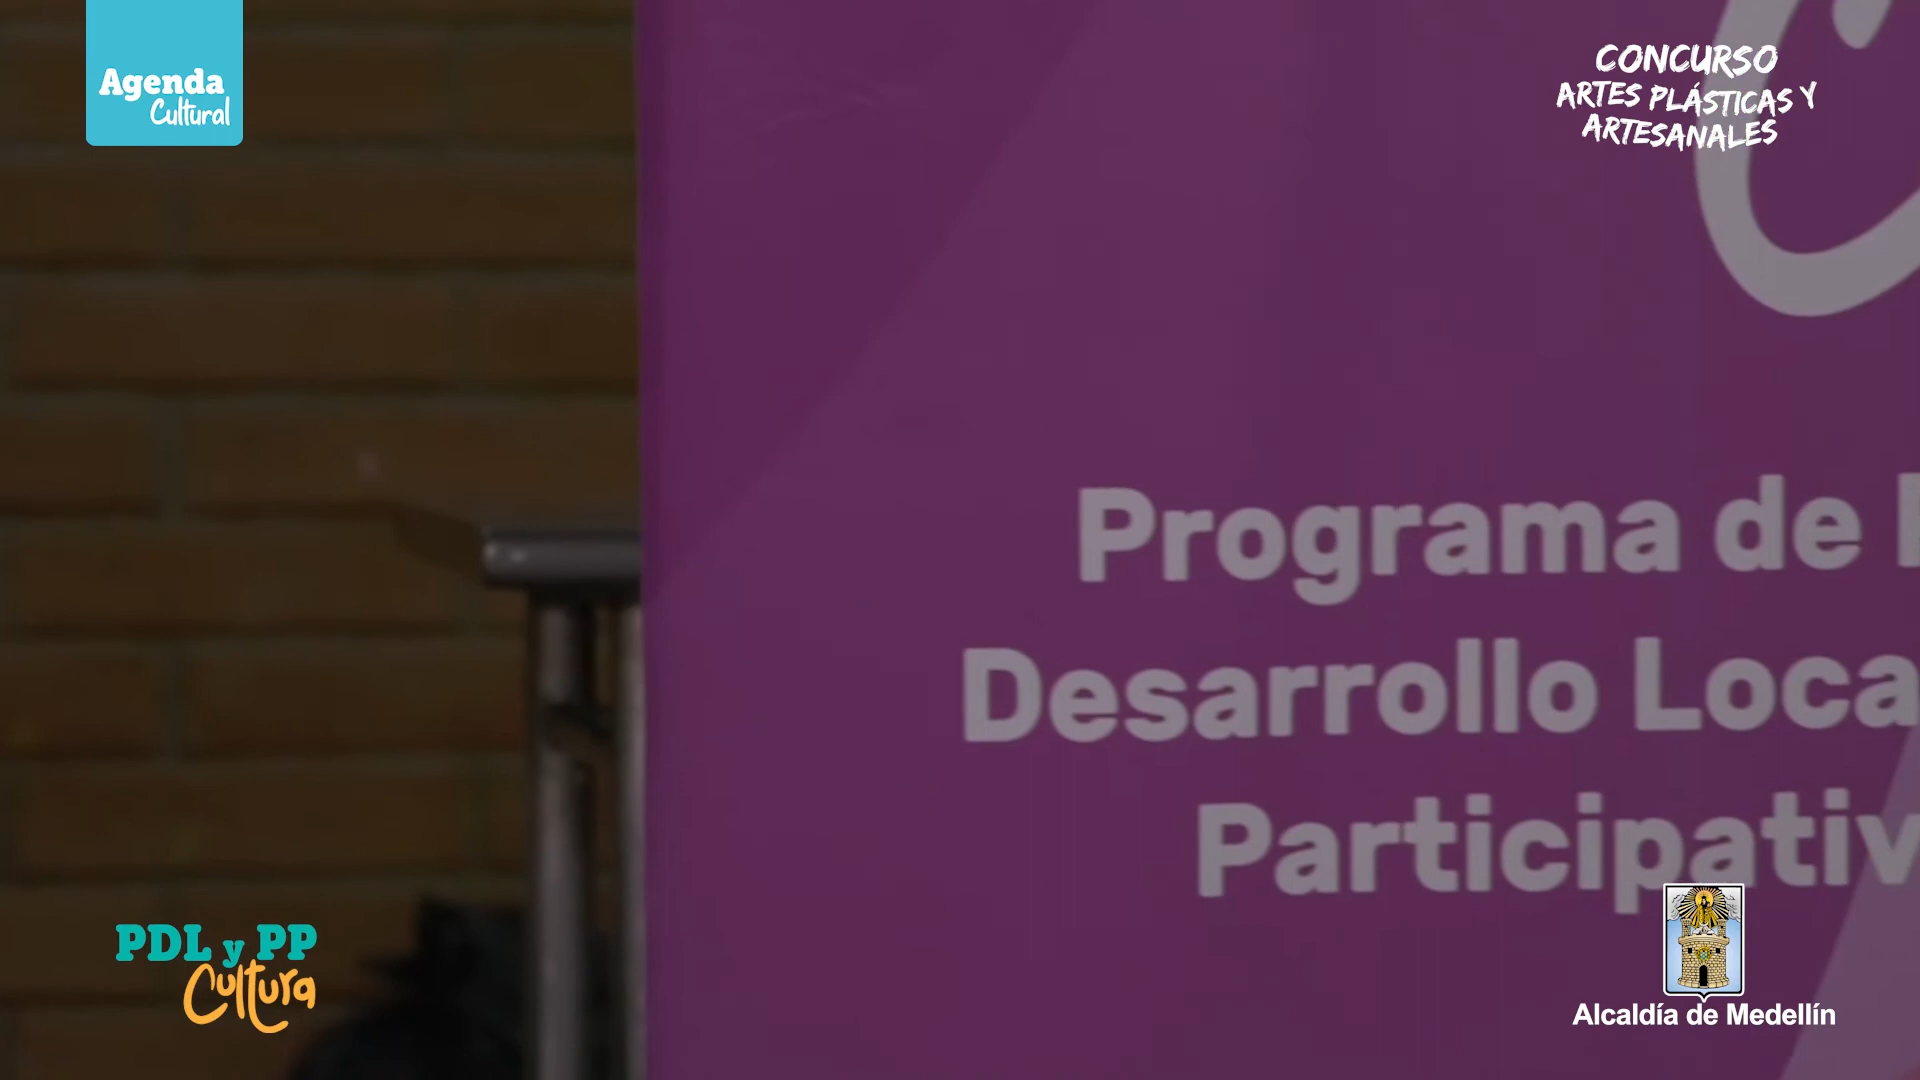 Agenda
Cultural
CONCURSO
ARTES PLÁSTICAS Y
ARTESANALES
Programa de
Desarrollo Loca
Participativ
PDL y PP
Cultura
Alcaldía de Medellín